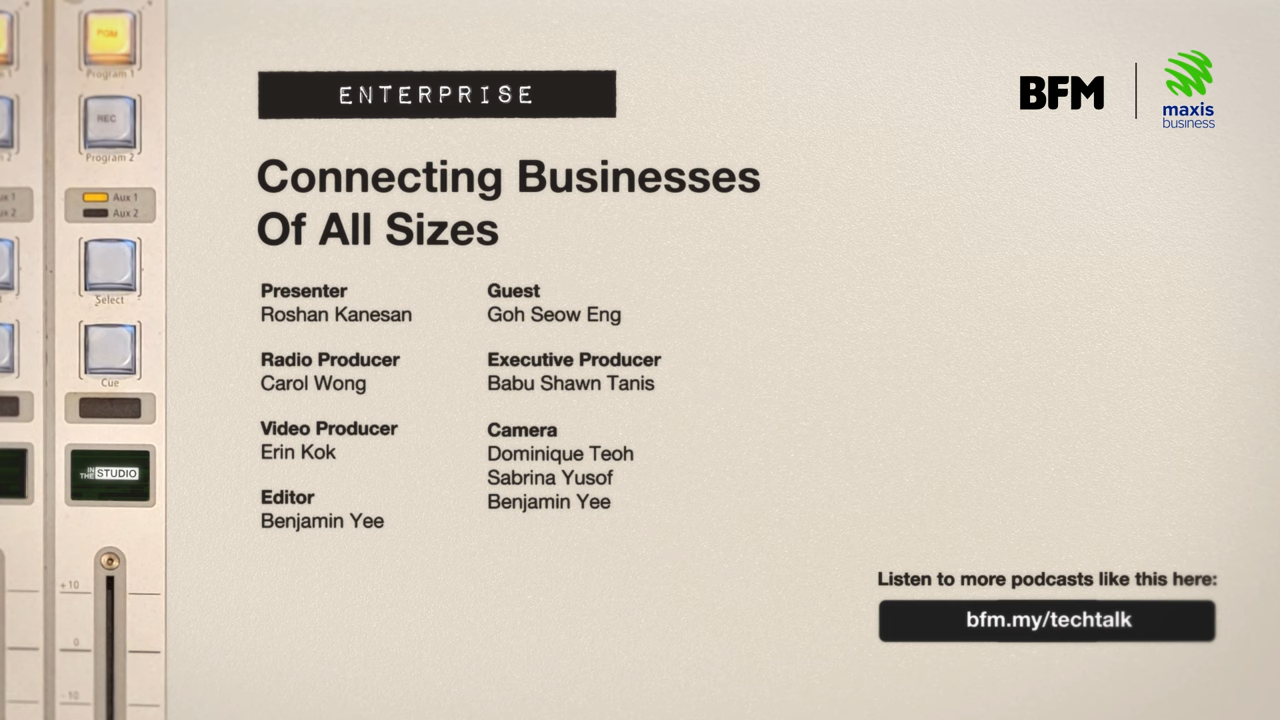 PGM
Program 1
REC
Program 2
Aux 1
Aux 2
Select
Cue
IN THE STUDIO
+10
0
-10
ENTERPRISE
BFM
maxis
business
Connecting Businesses
Of All Sizes
Presenter
Roshan Kanesan
Radio Producer
Carol Wong
Video Producer
Erin Kok
Editor
Benjamin Yee
Guest
Goh Seow Eng
Executive Producer
Babu Shawn Tanis
Camera
Dominique Teoh
Sabrina Yusof
Benjamin Yee
Listen to more podcasts like this here:
bfm.my/techtalk